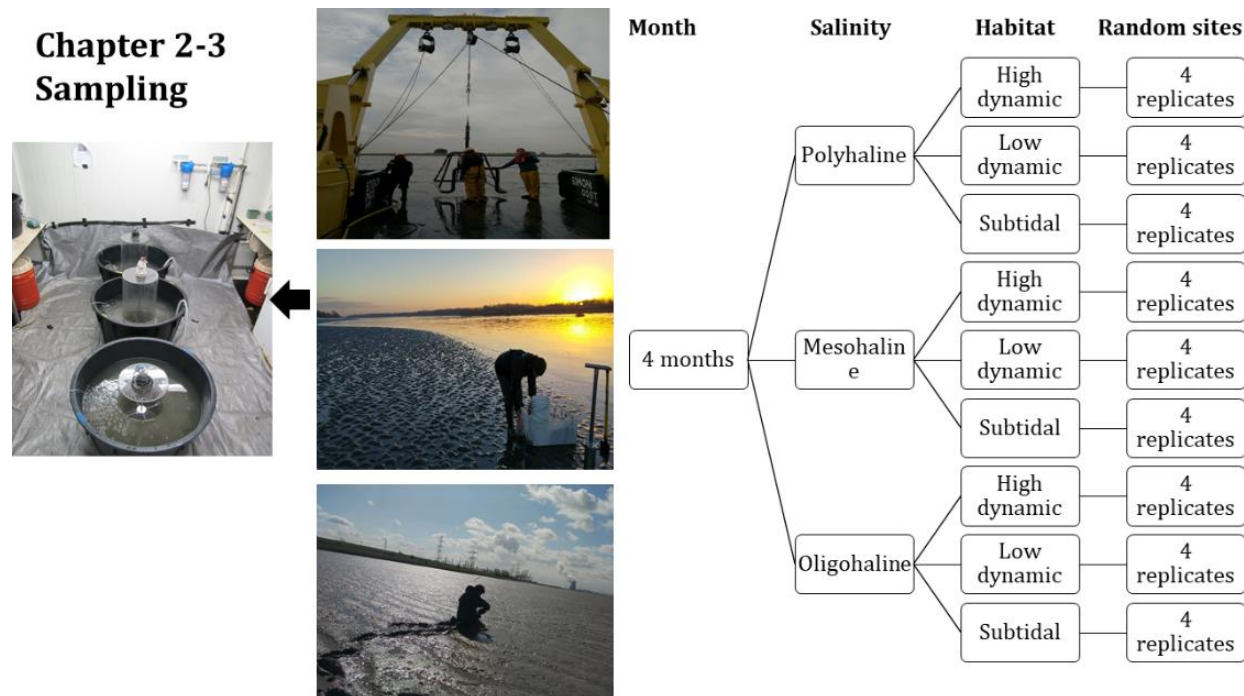 Chapter 2-3
Sampling
Month
Salinity
Habitat
Random sites
4 months
Polyhaline
High
dynamic
4
replicates
Low
dynamic
4
replicates
Subtidal
4
replicates
Mesohalin
e
High
dynamic
4
replicates
Low
dynamic
4
replicates
Subtidal
4
replicates
Oligohaline
High
dynamic
4
replicates
Low
dynamic
4
replicates
Subtidal
4
replicates